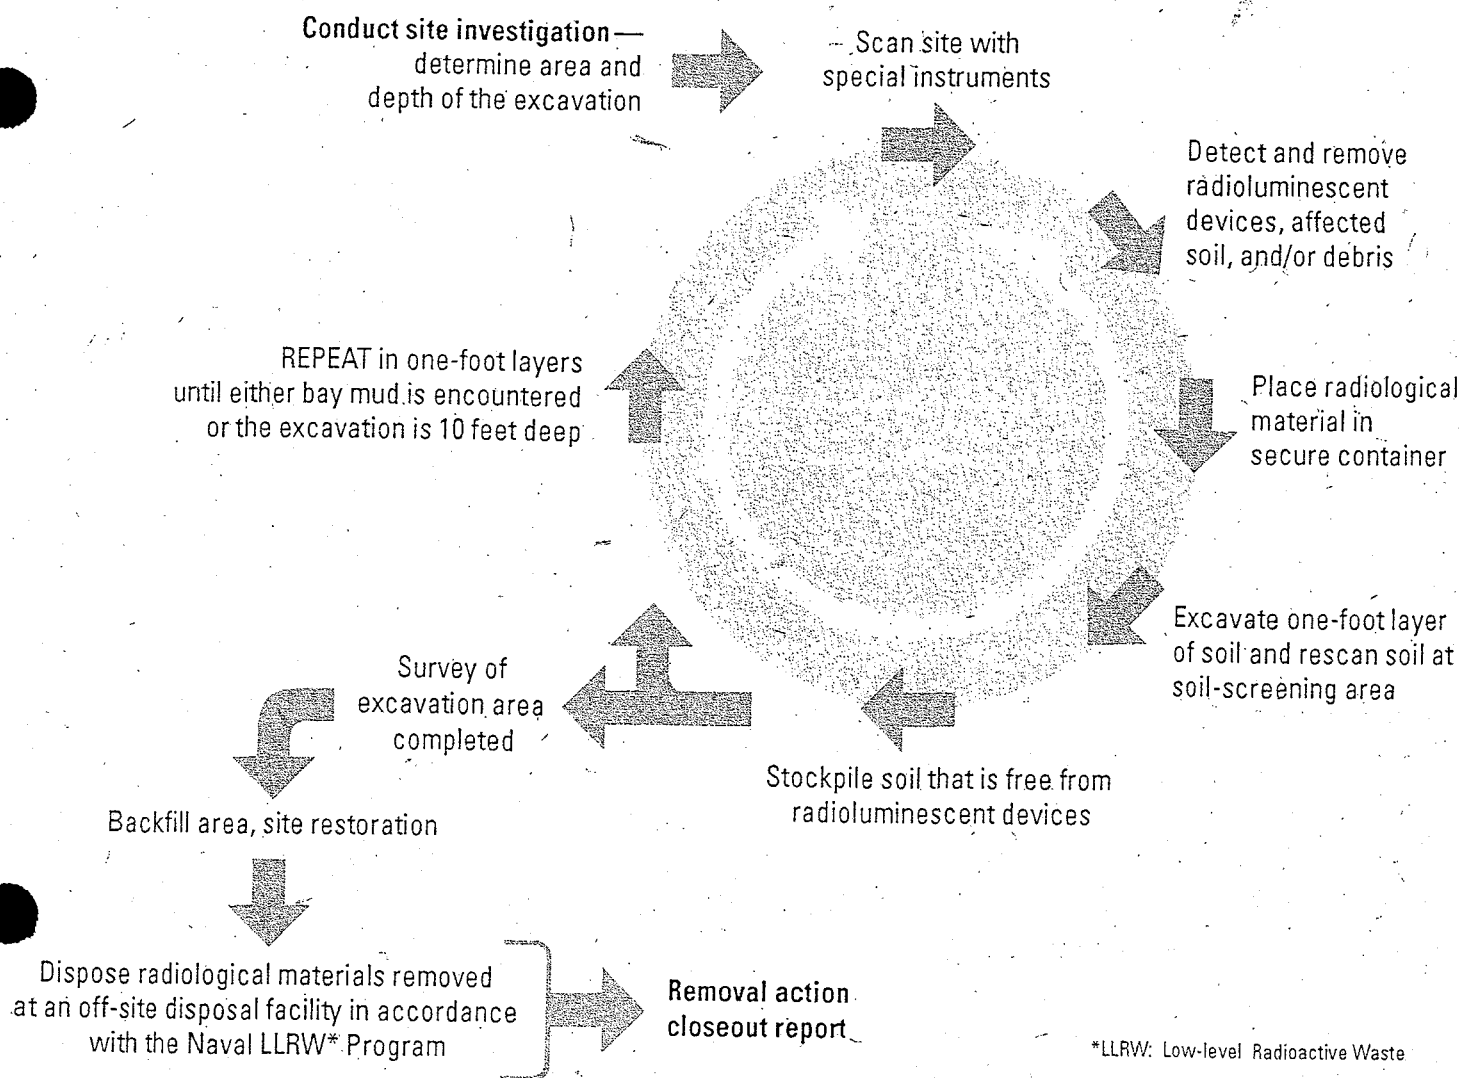 Conduct site investigation—
determine area and
depth of the excavation
Scan site with
special instruments
Detect and remove
radioluminescent
devices, affected
soil, and/or debris
Place radiological
material in
secure container
Excavate one-foot layer
of soil and rescan soil at
soil-screening area
Stockpile soil that is free from
radioluminescent devices
REPEAT in one-foot layers
until either bay mud is encountered
or the excavation is 10 feet deep
Survey of
excavation area
completed
Backfill area, site restoration
Dispose radiological materials removed
at an off-site disposal facility in accordance
with the Naval LLRW* Program
Removal action
closeout report
*LLRW: Low-level Radioactive Waste